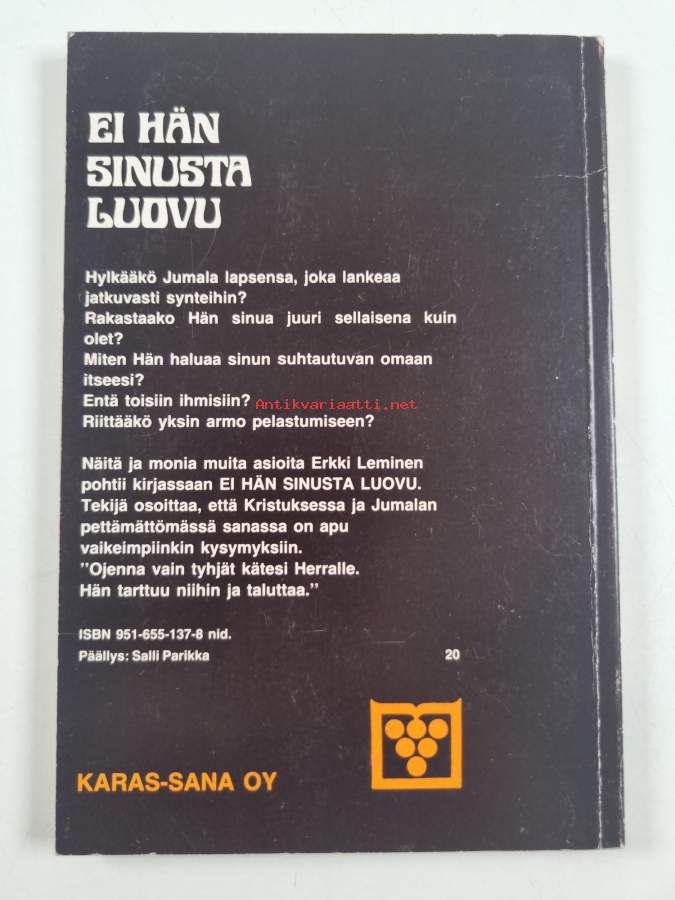 EI HÄN
SINUSTA
LUOVU
Hylkääkö Jumala lapsensa, joka lankeaa
jatkuvasti synteihin?
Rakastaako Hän sinua juuri sellaisena kuin
olet?
Miten Hän haluaa sinun suhtautuvan omaan
itseesi?
Entä toisiin ihmisiin?
Antikvariaatti.net
Riittääkö yksin armo pelastumiseen?
Näitä ja monia muita asioita Erkki Leminen
pohtii kirjassaan EI HÄN SINUSTA LUOVU.
Tekijä osoittaa, että Kristuksessa ja Jumalan
pettämättömässä sanassa on apu
vaikeimpiinkin kysymyksiin.
"Ojenna vain tyhjät kätesi Herralle.
Hän tarttuu niihin ja taluttaa."
ISBN 951-655-137-8 nid.
Päällys: Salli Parikka 20
KARAS-SANA OY